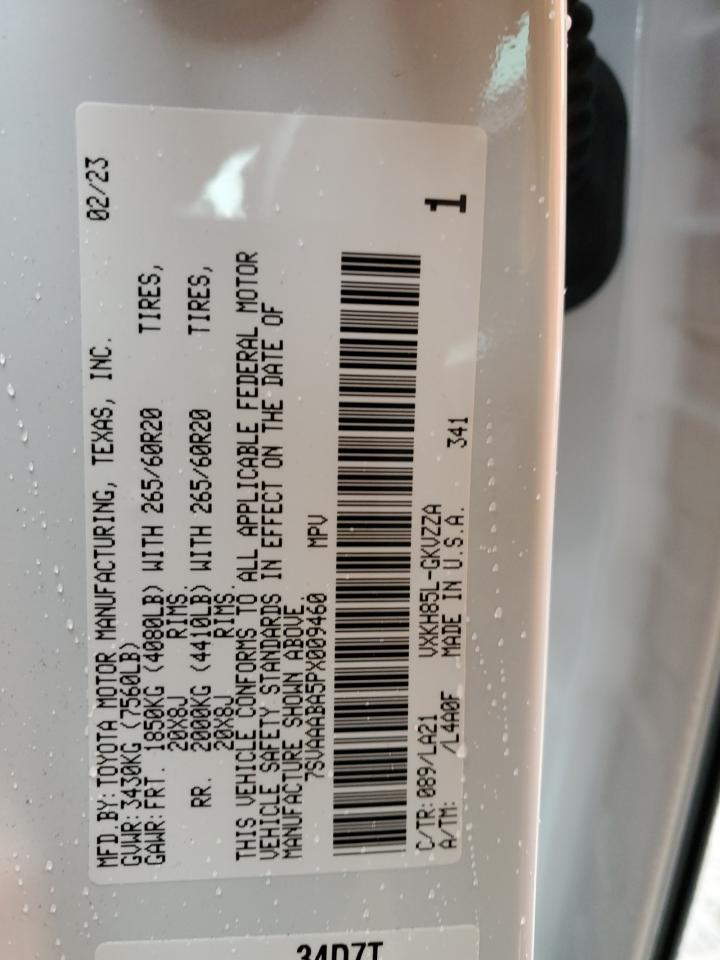 MFD BY: TOYOTA MOTOR MANUFACTURING, TEXAS, INC. 02/23
GVWR: 3430KG (7560LB)
GAWR: FRT. 1850KG (4080LB) WITH 265/60R20 TIRES,
20X8J RIMS.
RR. 2000KG (4410LB) WITH 265/60R20 TIRES,
20X8J RIMS.
THIS VEHICLE CONFORMS TO ALL APPLICABLE FEDERAL MOTOR
VEHICLE SAFETY STANDARDS IN EFFECT ON THE DATE OF
MANUFACTURE SHOWN ABOVE.
7SVAAABA5PX009460 MPV
C/TR: 089/LA21 VXKH85L-GKVZZA 1
A/TM: /L4A0F MADE IN U.S.A. 341
34D7T